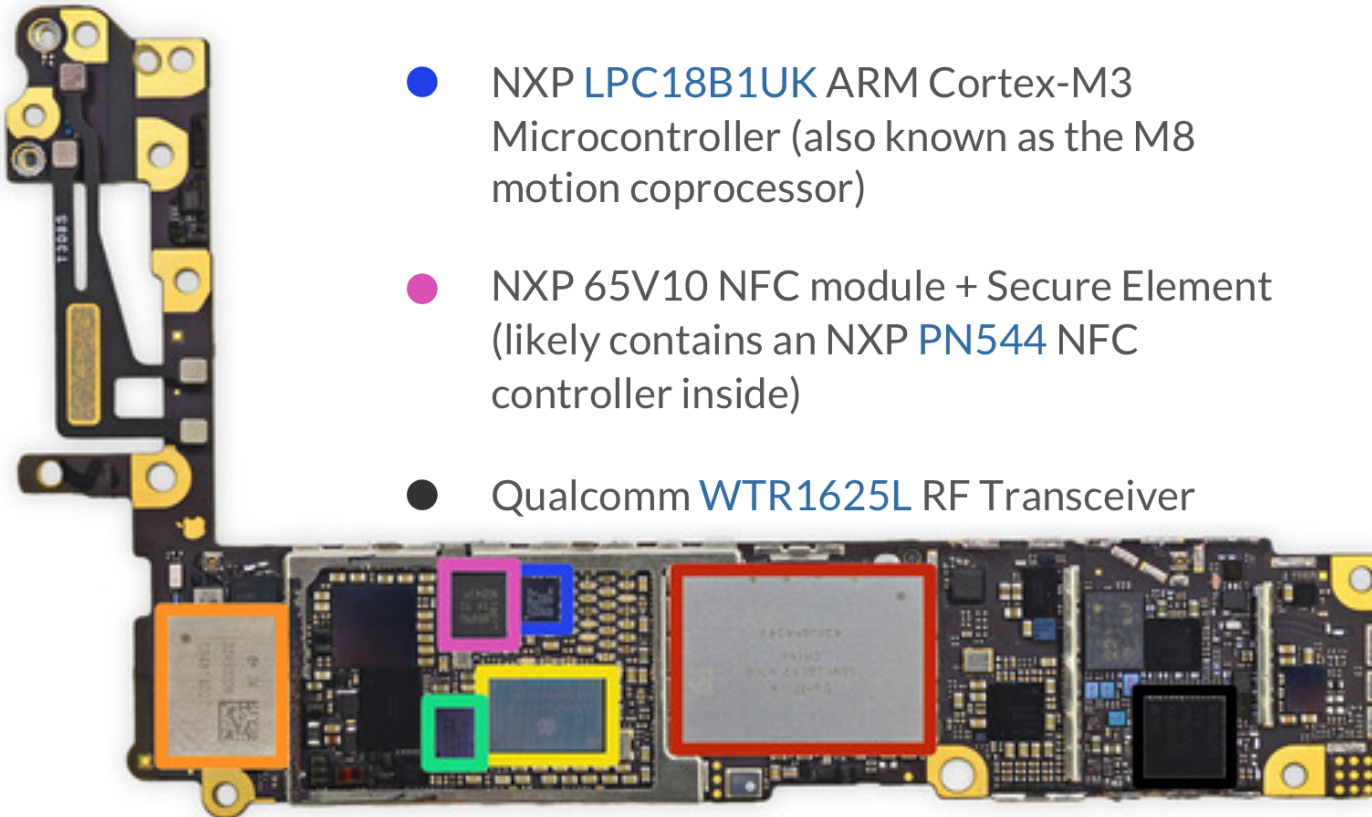 NXP LPC18B1UK ARM Cortex-M3
Microcontroller (also known as the M8
motion coprocessor)
NXP 65V10 NFC module + Secure Element
(likely contains an NXP PN544 NFC
controller inside)
Qualcomm WTR1625L RF Transceiver